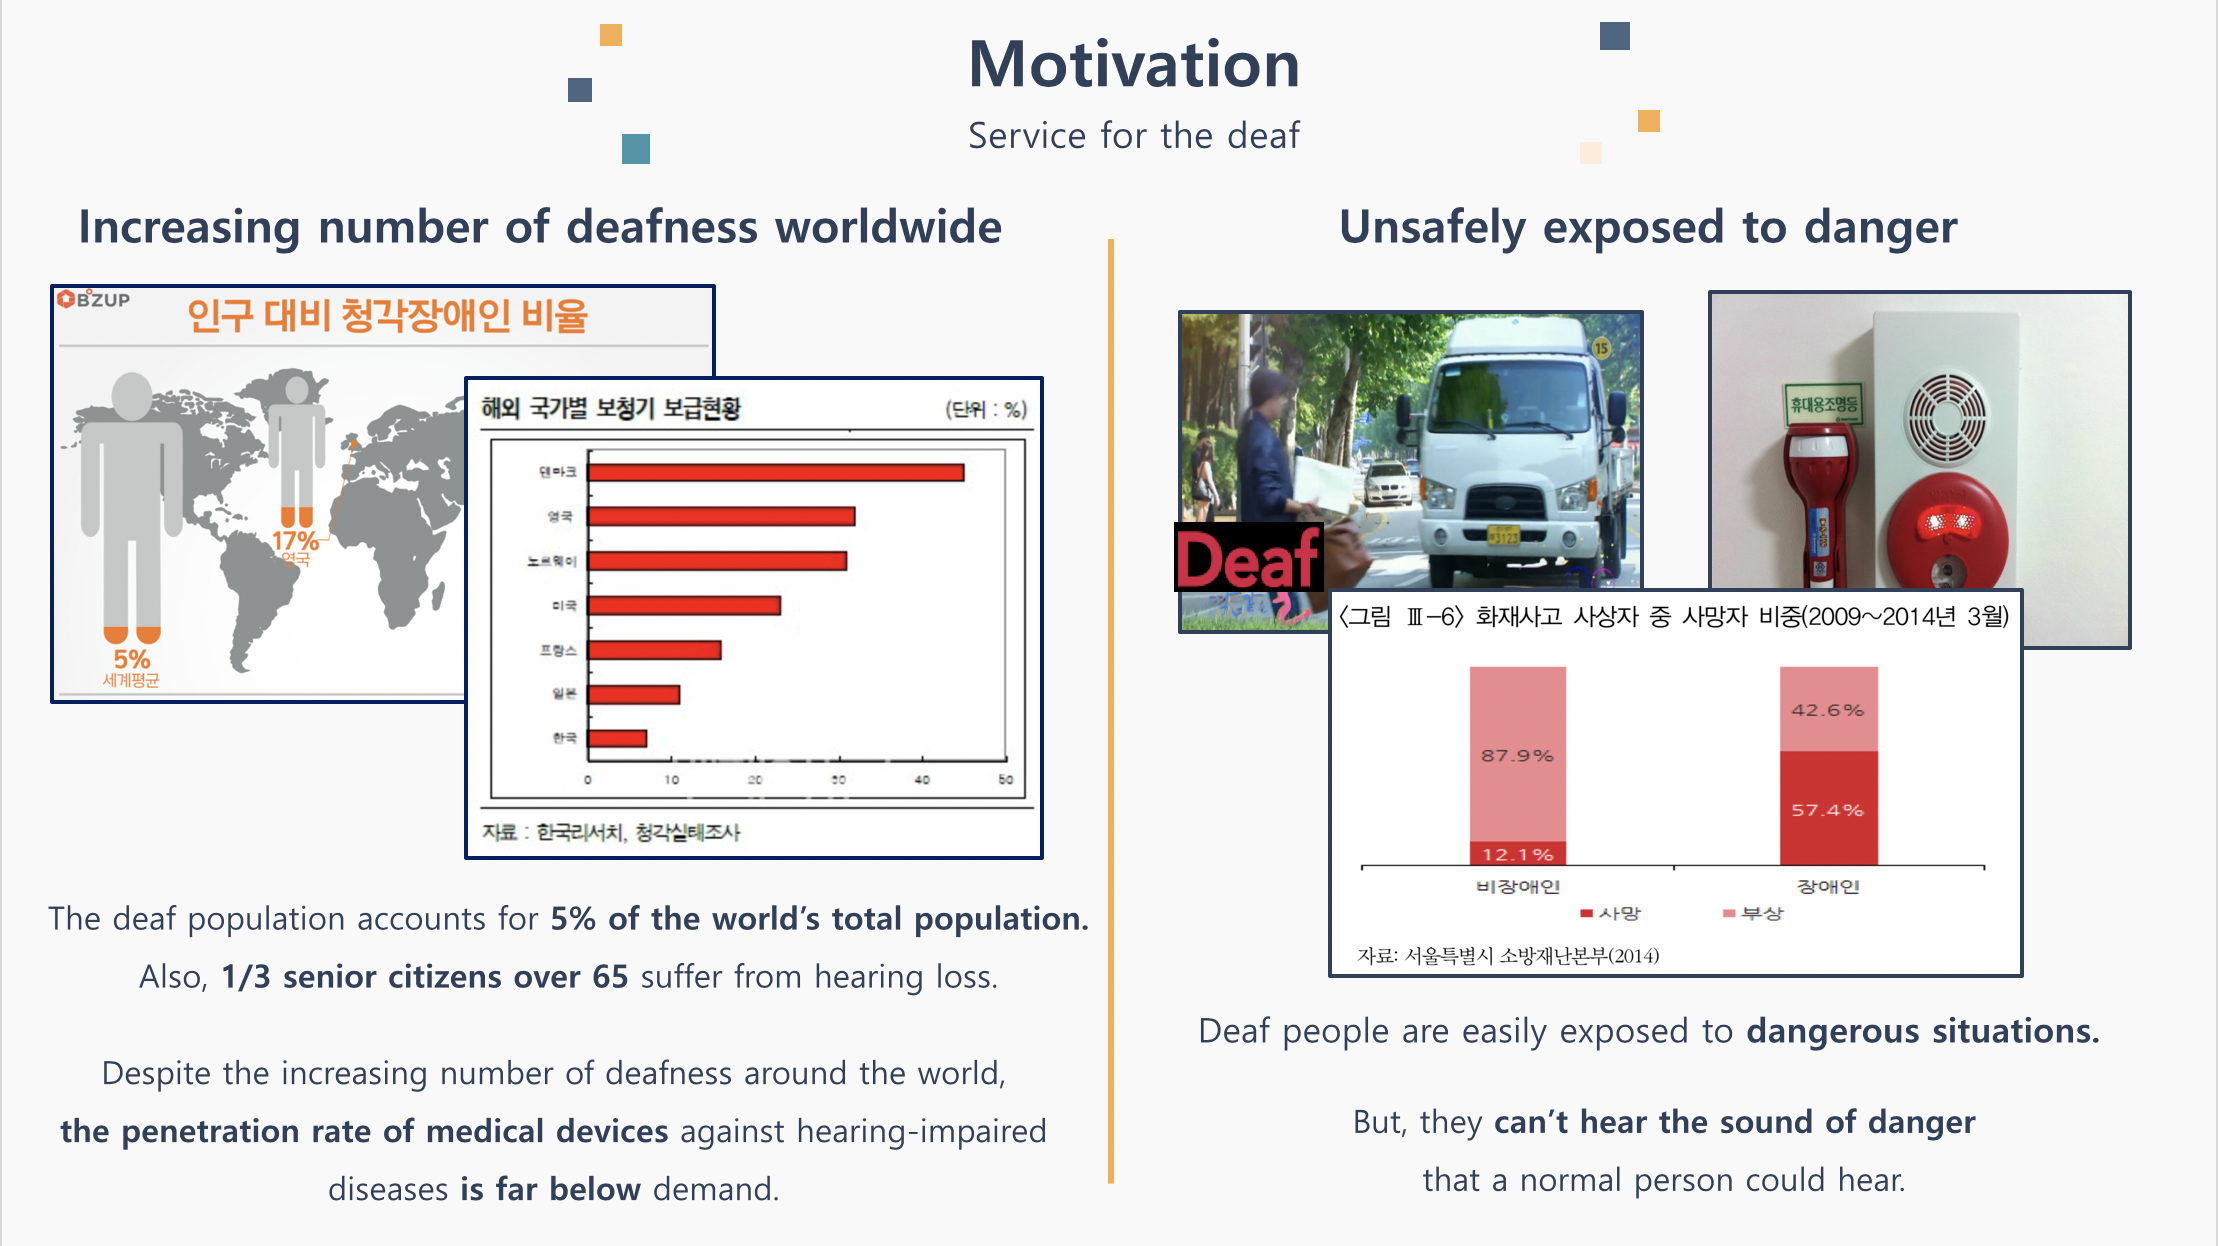 Motivation
Service for the deaf
Increasing number of deafness worldwide
BZUP
인구 대비 청각장애인 비율
17%
영국
5%
세계평균
해외 국가별 보청기 보급현황
(단위 : %)
덴마크
영국
노르웨이
미국
프랑스
일본
한국
0 10 20 30 40 50
자료 : 한국리서치, 청각실태조사
The deaf population accounts for 5% of the world’s total population.
Also, 1/3 senior citizens over 65 suffer from hearing loss.
Despite the increasing number of deafness around the world,
the penetration rate of medical devices against hearing-impaired
diseases is far below demand.
Unsafely exposed to danger
15
3123
Deaf
휴대용조명등
<그림 Ⅲ-6> 화재사고 사상자 중 사망자 비중(2009~2014년 3월)
87.9%
12.1%
42.6%
57.4%
비장애인
장애인
사망
부상
자료: 서울특별시 소방재난본부(2014)
Deaf people are easily exposed to dangerous situations.
But, they can’t hear the sound of danger
that a normal person could hear.